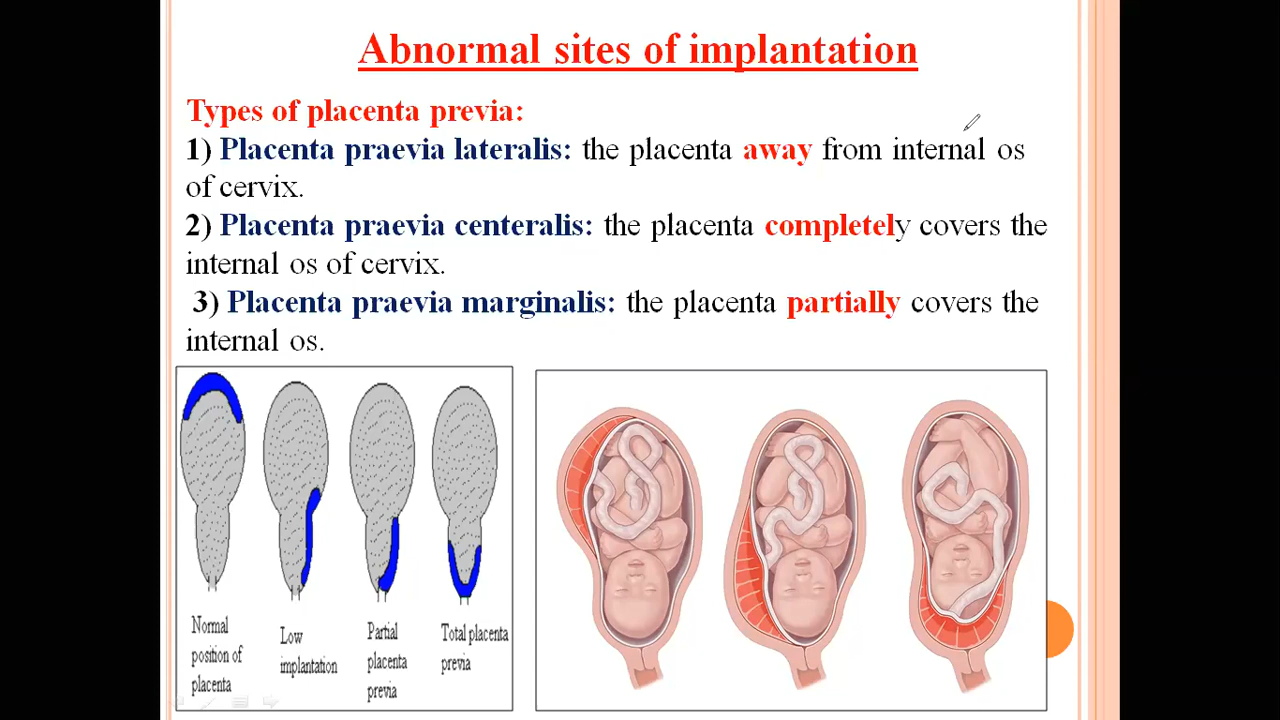 Abnormal sites of implantation
Types of placenta previa:
1) Placenta praevia lateralis: the placenta away from internal os
of cervix.
2) Placenta praevia centeralis: the placenta completely covers the
internal os of cervix.
3) Placenta praevia marginalis: the placenta partially covers the
internal os.
Normal
position of
placenta
Low
implantation
Partial
placenta
previa
Total placenta
previa